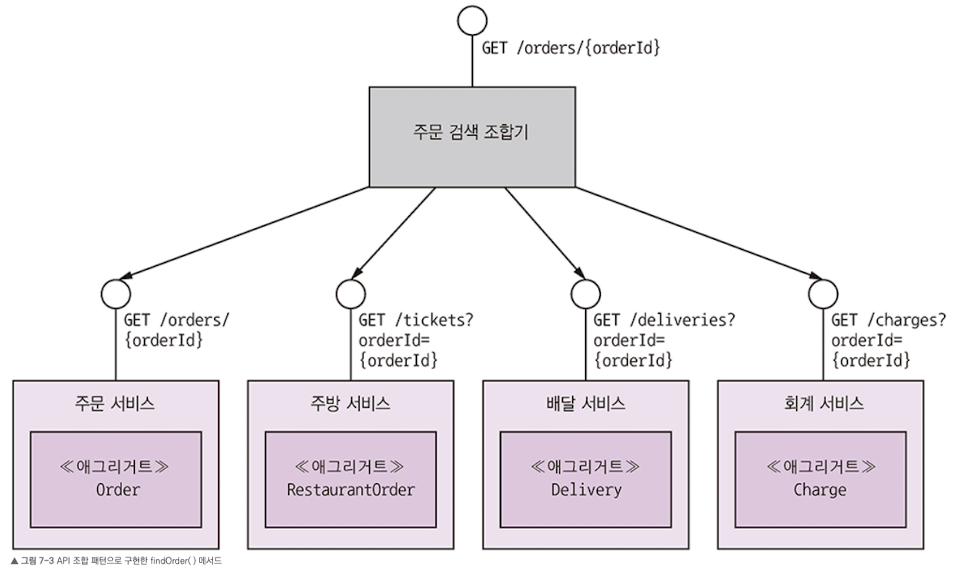 GET /orders/{orderId}
주문 검색 조합기
GET /orders/
{orderId}
GET /tickets?
orderId=
{orderId}
GET /deliveries?
orderId=
{orderId}
GET /charges?
orderId=
{orderId}
주문 서비스
≪애그리거트≫
Order
주방 서비스
≪애그리거트≫
RestaurantOrder
배달 서비스
≪애그리거트≫
Delivery
회계 서비스
≪애그리거트≫
Charge
▲ 그림 7-3 API 조합 패턴으로 구현한 findOrder( ) 메서드